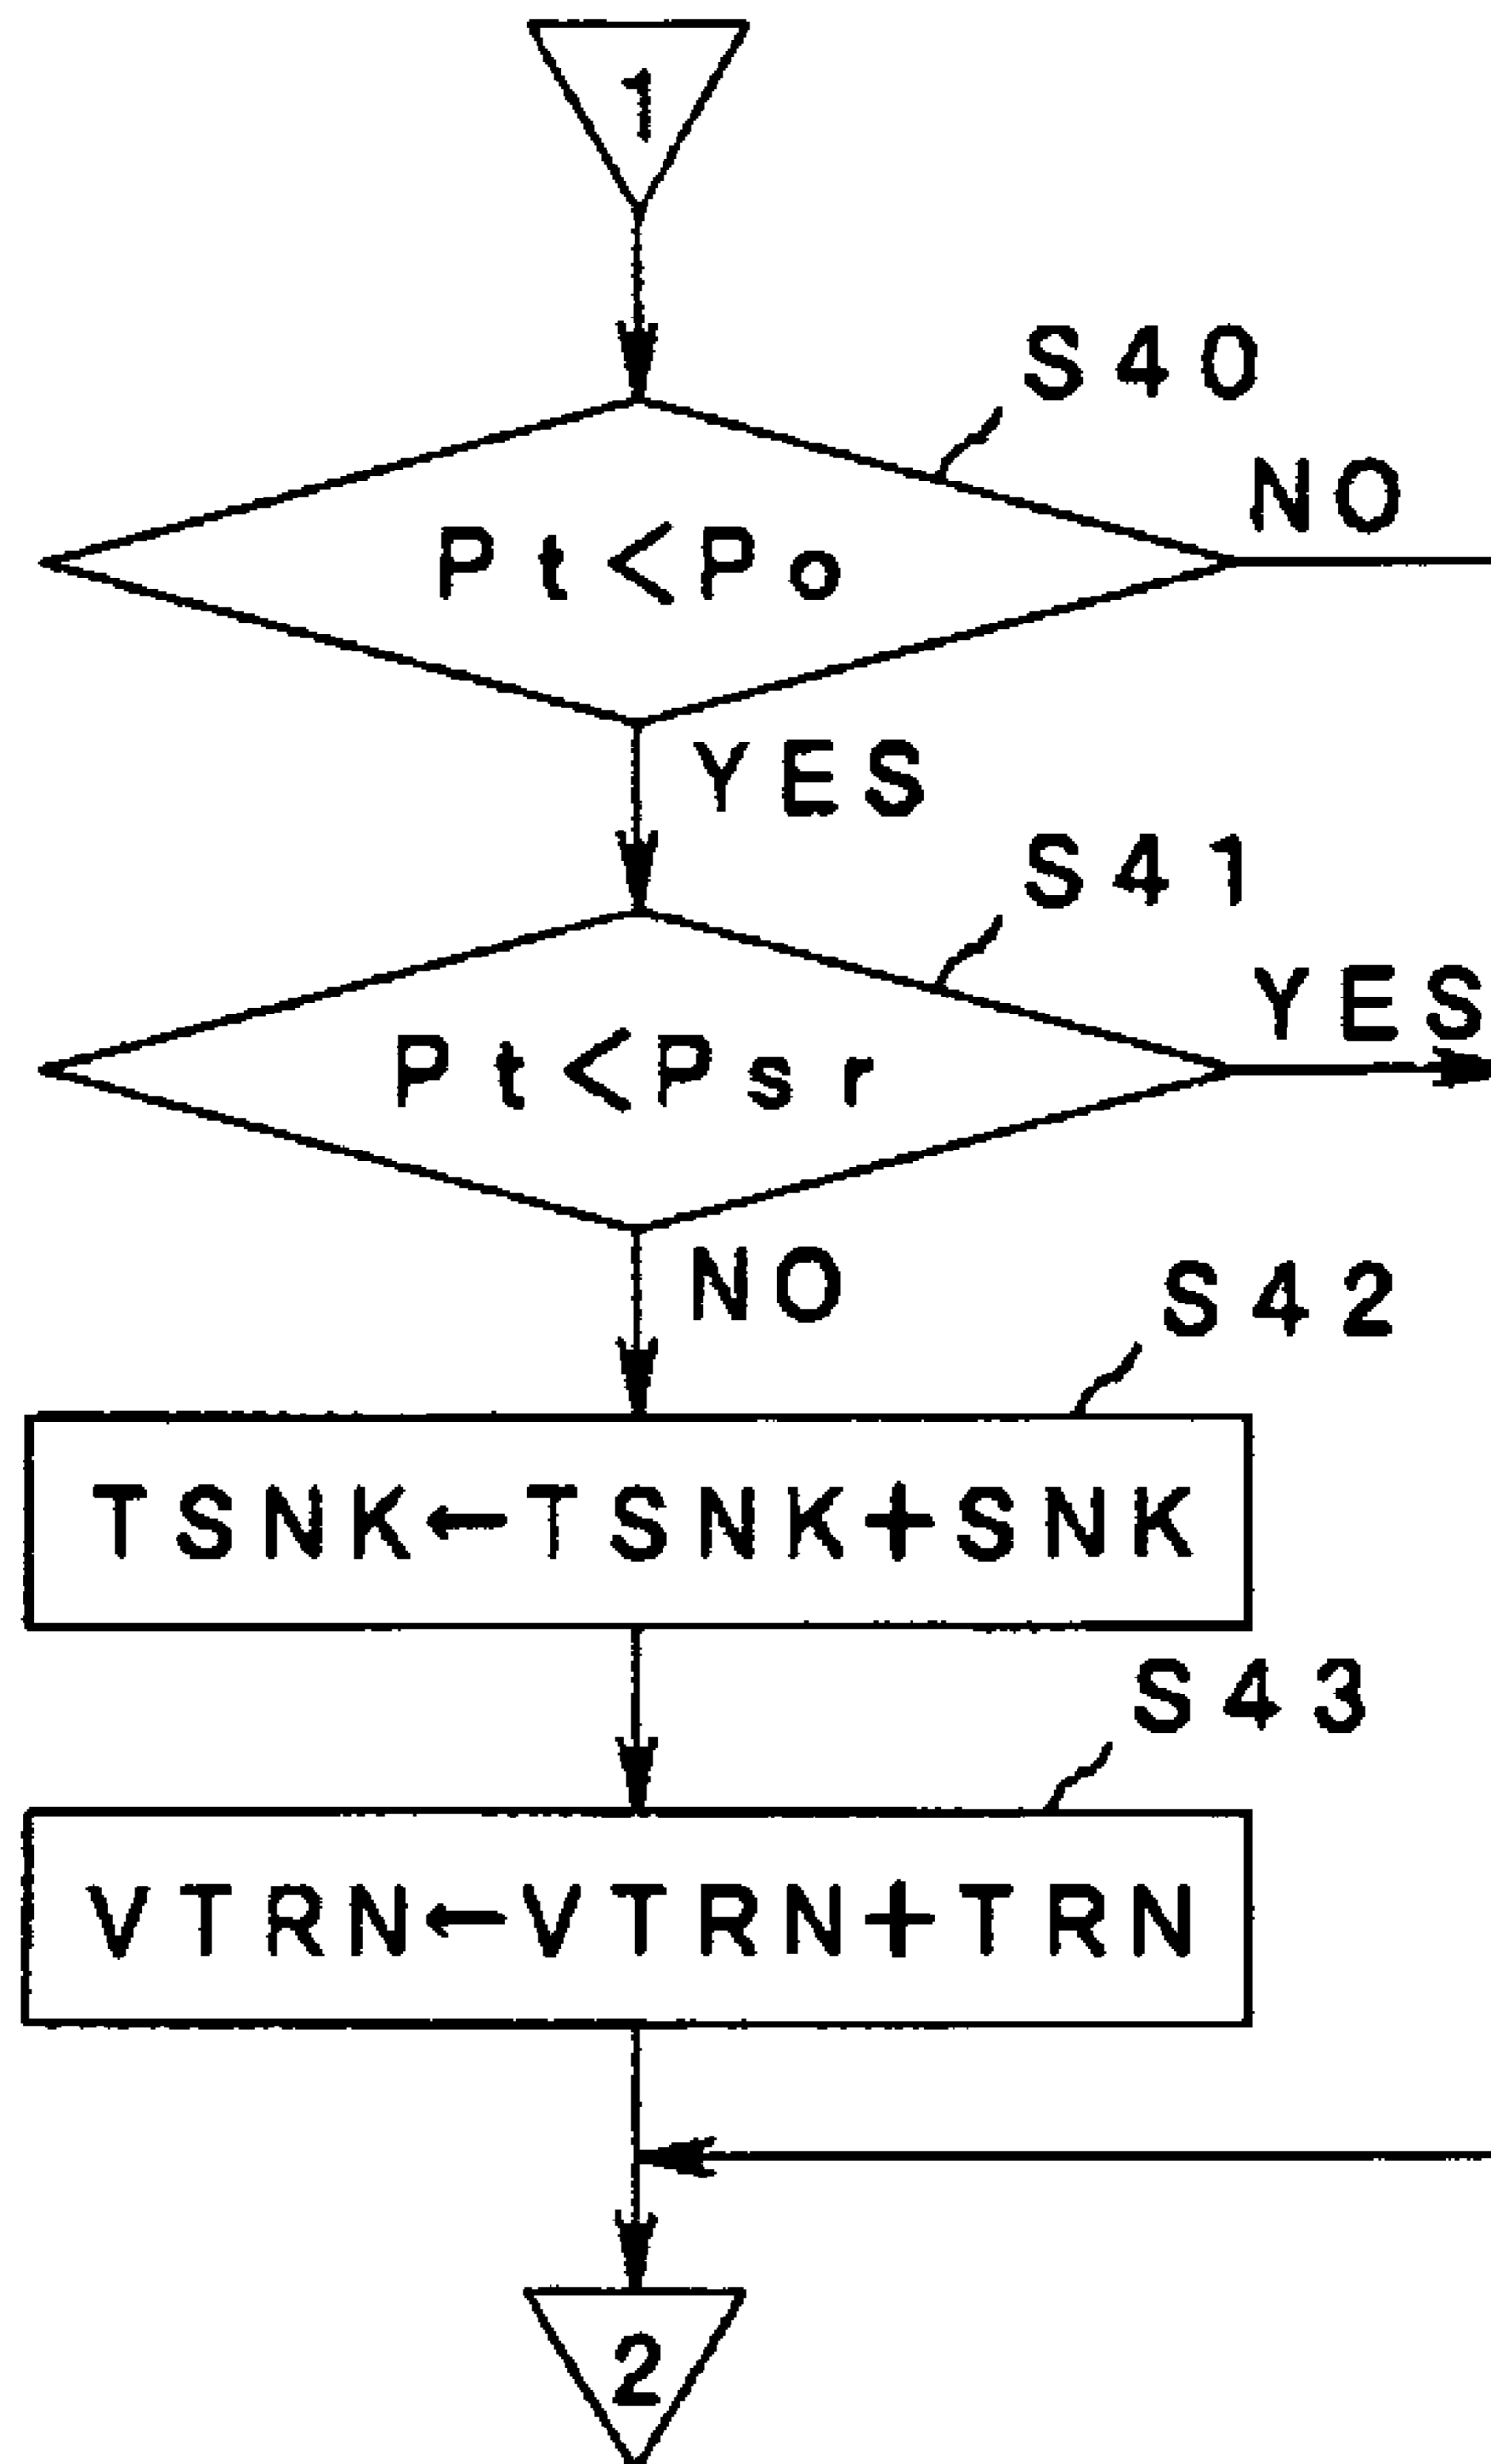 1
S40
NO
Pt<Po
YES
S41
YES
Pt<Psr
NO
S42
TSNK←TSNK+SNK
S43
VTRN←VTRN+TRN
2